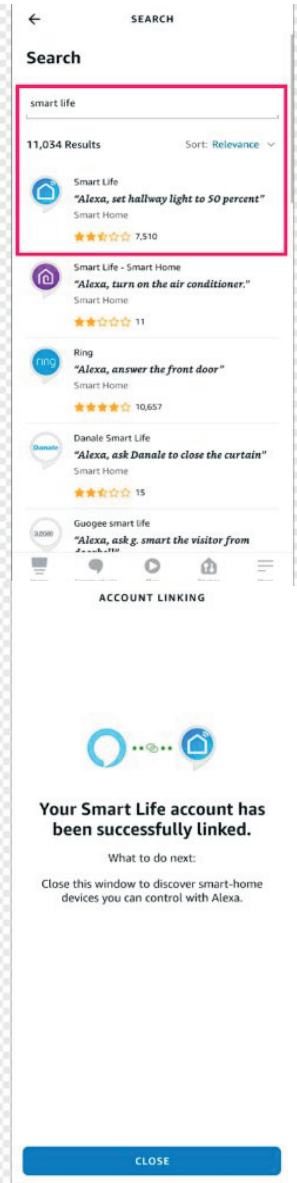 SEARCH
Search
smart life
11,034 Results Sort: Relevance
Smart Life
"Alexa, set hallway light to 50 percent"
Smart Home
7,510
Smart Life - Smart Home
"Alexa, turn on the air conditioner."
Smart Home
11
ring
Ring
"Alexa, answer the front door"
Smart Home
10,657
Danale
Danale Smart Life
"Alexa, ask Danale to close the curtain"
Smart Home
15
Guogee smart life
"Alexa, ask g. smart the visitor from
ACCOUNT LINKING
Your Smart Life account has
been successfully linked.
What to do next:
Close this window to discover smart-home
devices you can control with Alexa.
CLOSE